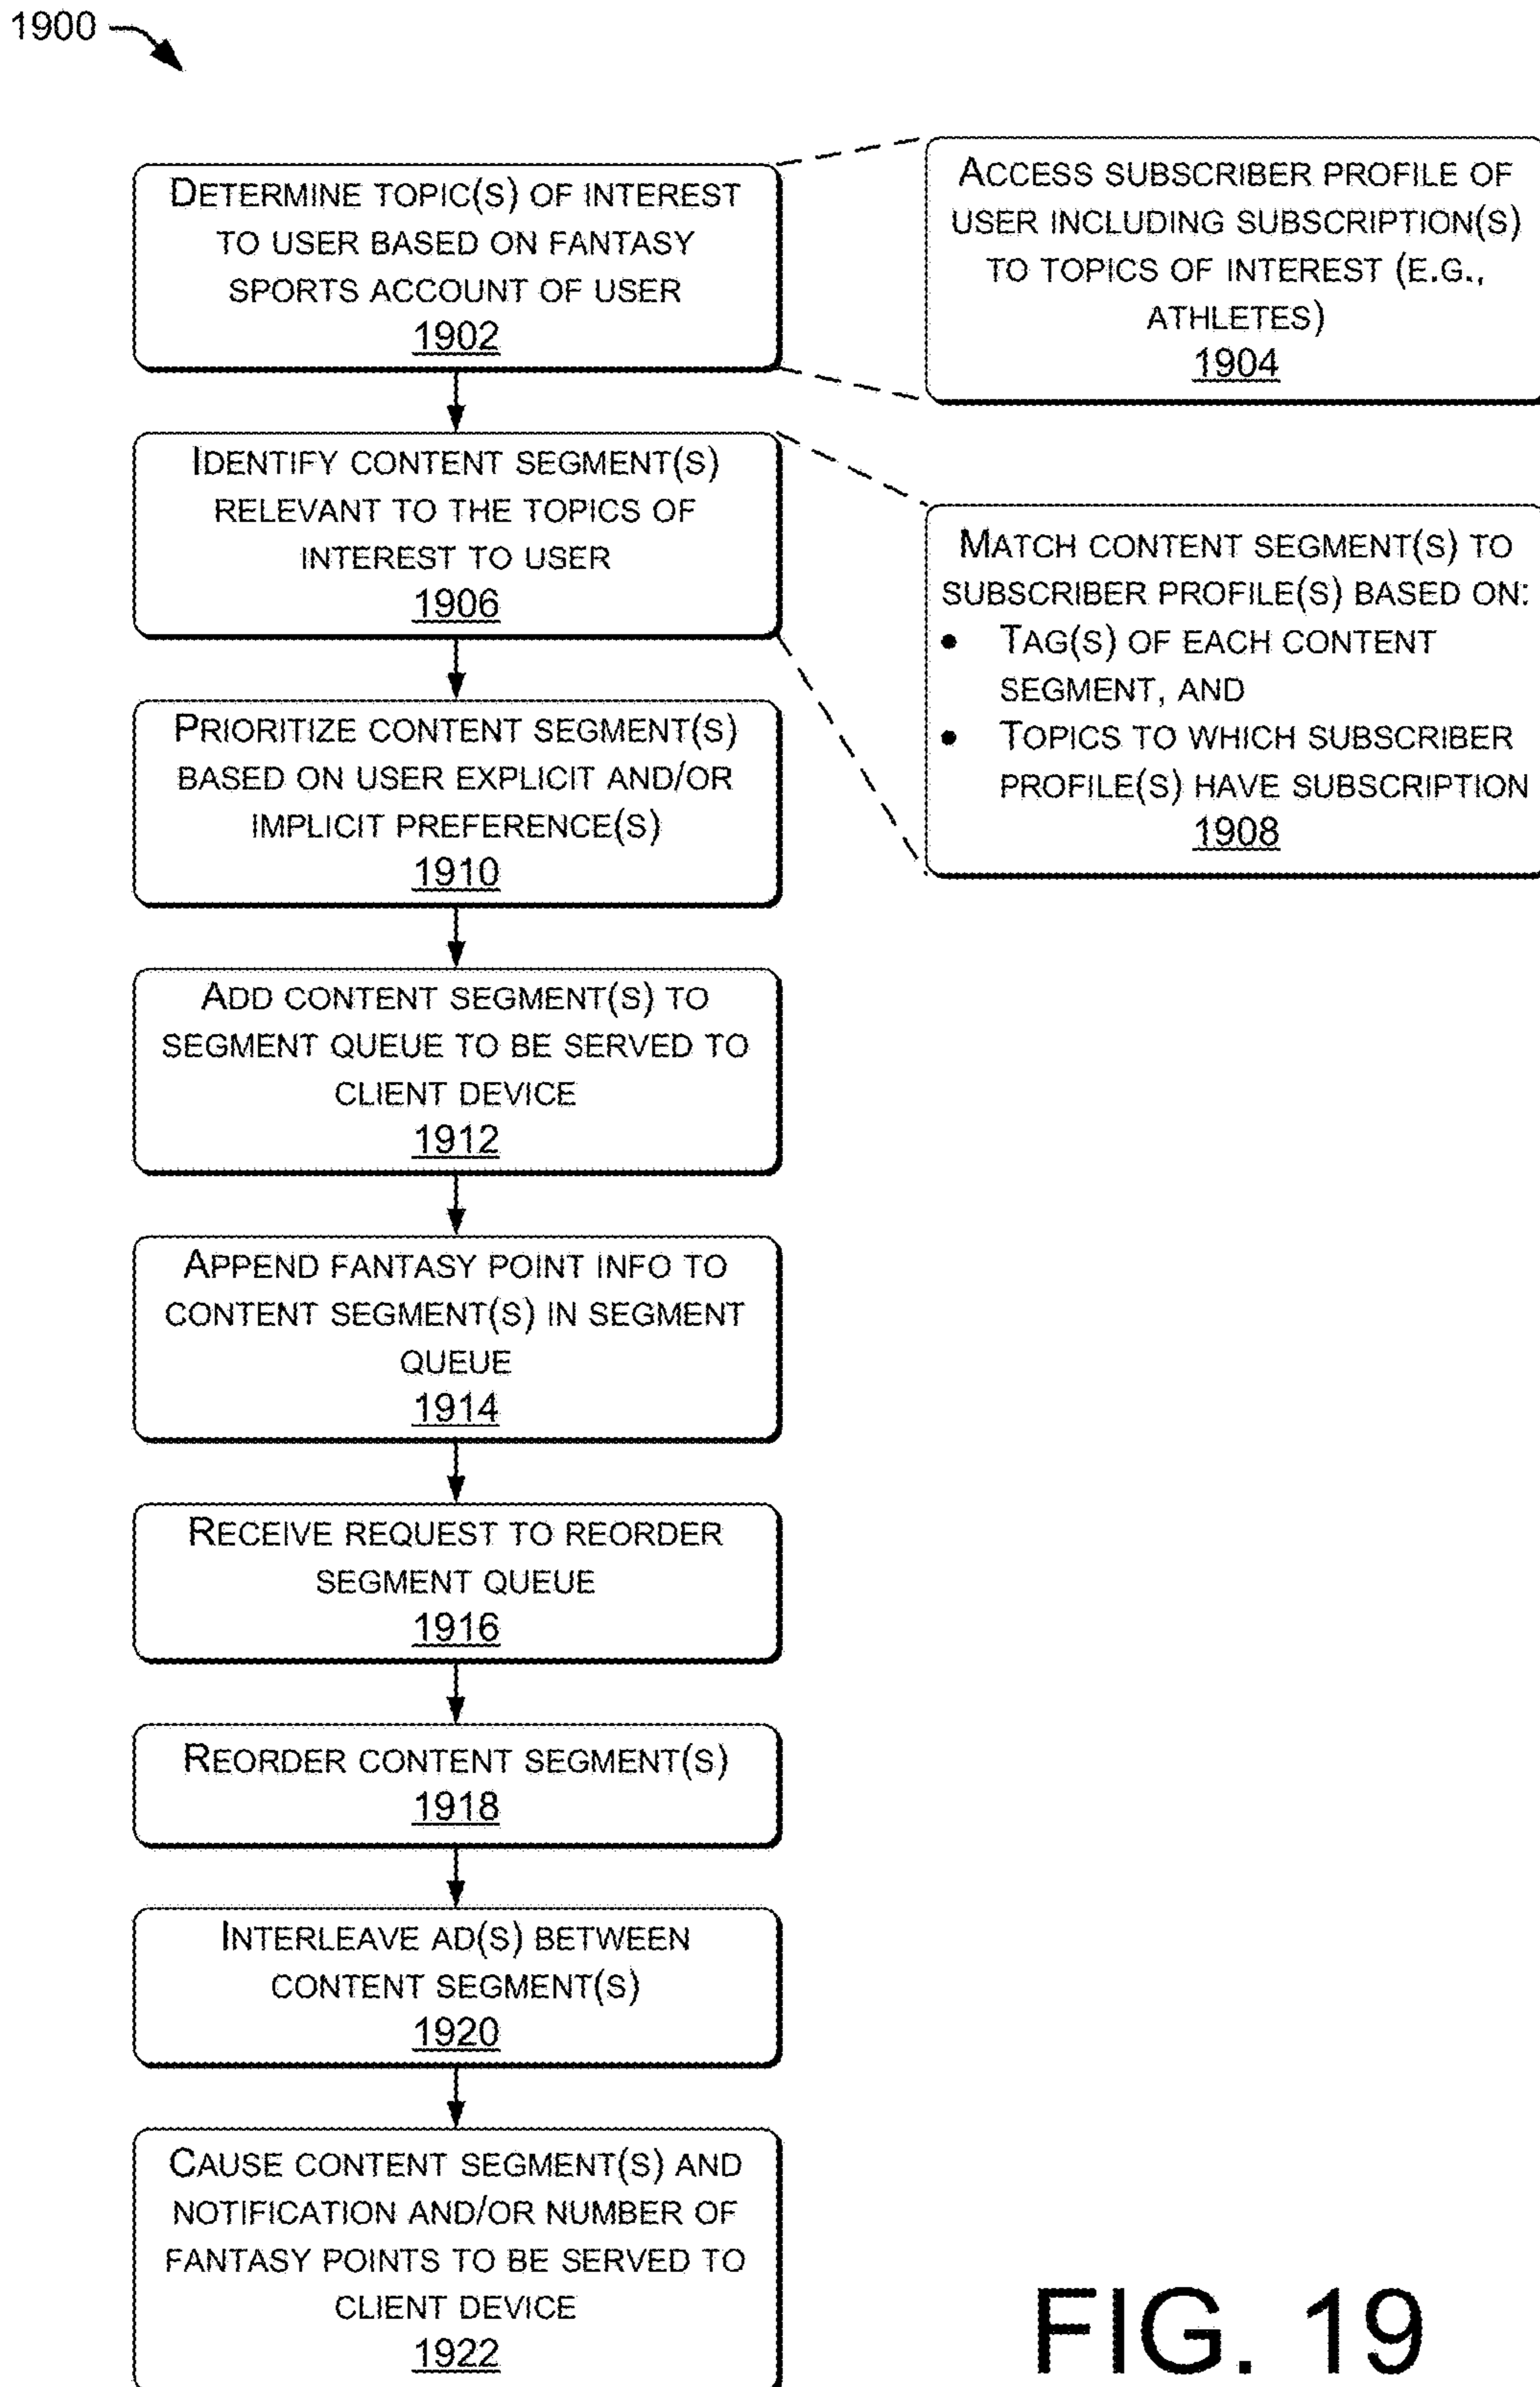 1900
DETERMINE TOPIC(S) OF INTEREST
TO USER BASED ON FANTASY
SPORTS ACCOUNT OF USER
1902
ACCESS SUBSCRIBER PROFILE OF
USER INCLUDING SUBSCRIPTION(S)
TO TOPICS OF INTEREST (E.G.,
ATHLETES)
1904
IDENTIFY CONTENT SEGMENT(S)
RELEVANT TO THE TOPICS OF
INTEREST TO USER
1906
MATCH CONTENT SEGMENT(S) TO
SUBSCRIBER PROFILE(S) BASED ON:
• TAG(S) OF EACH CONTENT
SEGMENT, AND
• TOPICS TO WHICH SUBSCRIBER
PROFILE(S) HAVE SUBSCRIPTION
1908
PRIORITIZE CONTENT SEGMENT(S)
BASED ON USER EXPLICIT AND/OR
IMPLICIT PREFERENCE(S)
1910
ADD CONTENT SEGMENT(S) TO
SEGMENT QUEUE TO BE SERVED TO
CLIENT DEVICE
1912
APPEND FANTASY POINT INFO TO
CONTENT SEGMENT(S) IN SEGMENT
QUEUE
1914
RECEIVE REQUEST TO REORDER
SEGMENT QUEUE
1916
REORDER CONTENT SEGMENT(S)
1918
INTERLEAVE AD(S) BETWEEN
CONTENT SEGMENT(S)
1920
CAUSE CONTENT SEGMENT(S) AND
NOTIFICATION AND/OR NUMBER OF
FANTASY POINTS TO BE SERVED TO
CLIENT DEVICE
1922
FIG. 19